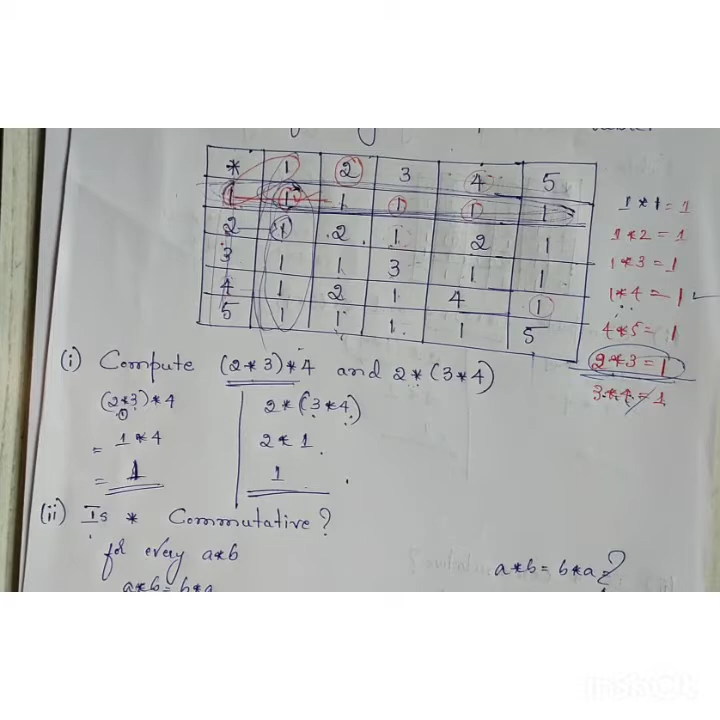 * 1 2 3 4 5
1 1 1 1 1 1
2 1 2 1 2 1
3 1 1 3 1 1
4 1 2 1 4 1
5 1 1 1 1 5
1 * 1 = 1
1 * 2 = 1
1 * 3 = 1
1 * 4 = 1
4 * 5 = 1
2 * 3 = 1
3 * 4 = 1
(i) Compute (2 * 3) * 4 and 2 * (3 * 4)
(2 * 3) * 4
①
= 1 * 4
= 1
2 * (3 * 4)
2 * 1
1
(ii) Is * Commutative?
for every a*b
a*b = b*a
a*b = b*a ?